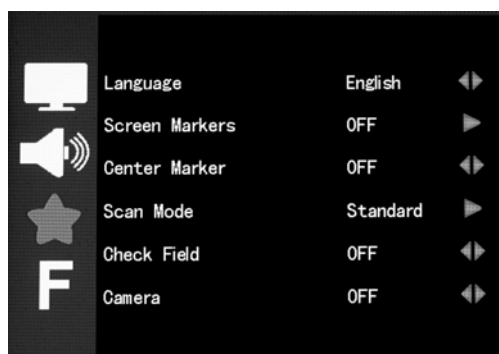 Language English
Screen Markers OFF
Center Marker OFF
Scan Mode Standard
Check Field OFF
Camera OFF
F